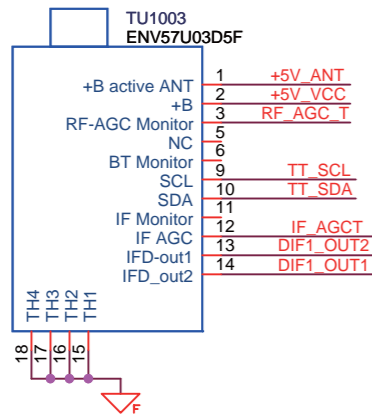 TU1003
ENV57U03D5F
+B active ANT 1 +5V_ANT
+B 2 +5V_VCC
RF-AGC Monitor 3 RF_AGC_T
NC 5
BT Monitor 6
SCL 9 TT_SCL
SDA 10 TT_SDA
IF Monitor 11
IF AGC 12 IF_AGCT
IFD-out1 13 DIF1_OUT2
IFD_out2 14 DIF1_OUT1
TH4 TH3 TH2 TH1
18 17 16 15
F